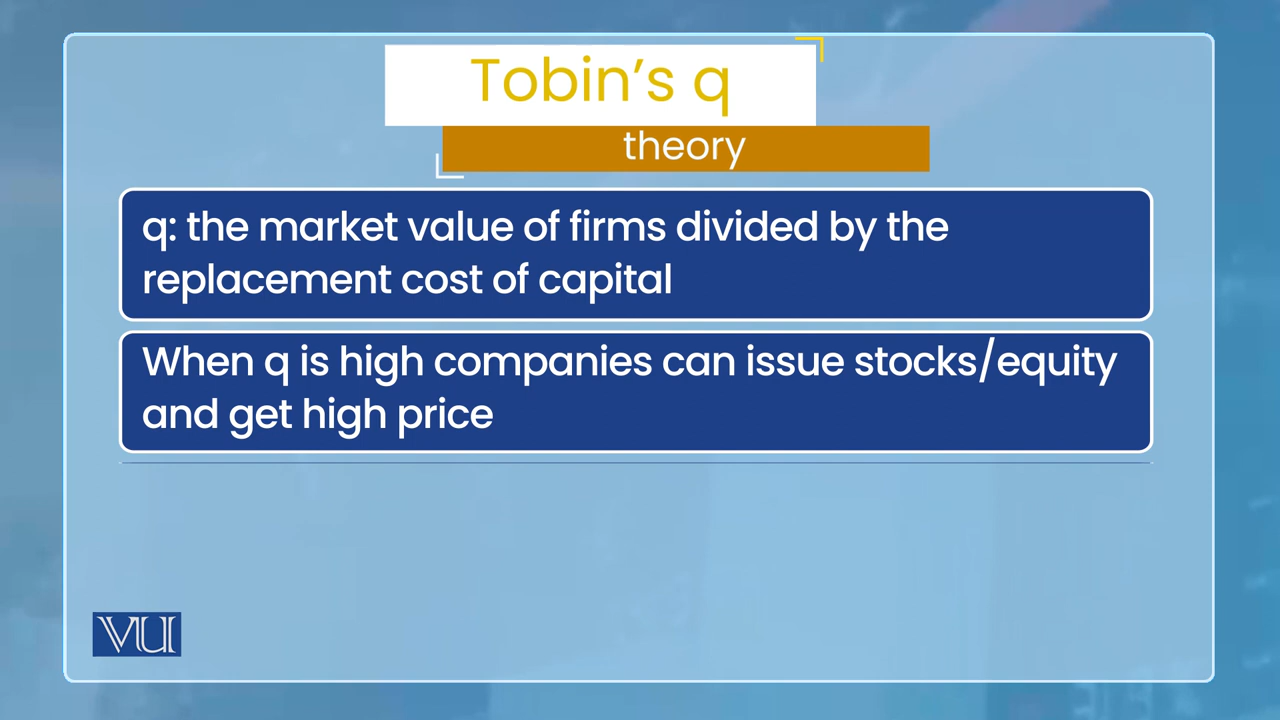 Tobin’s q
theory
q: the market value of firms divided by the
replacement cost of capital
When q is high companies can issue stocks/equity
and get high price
VU